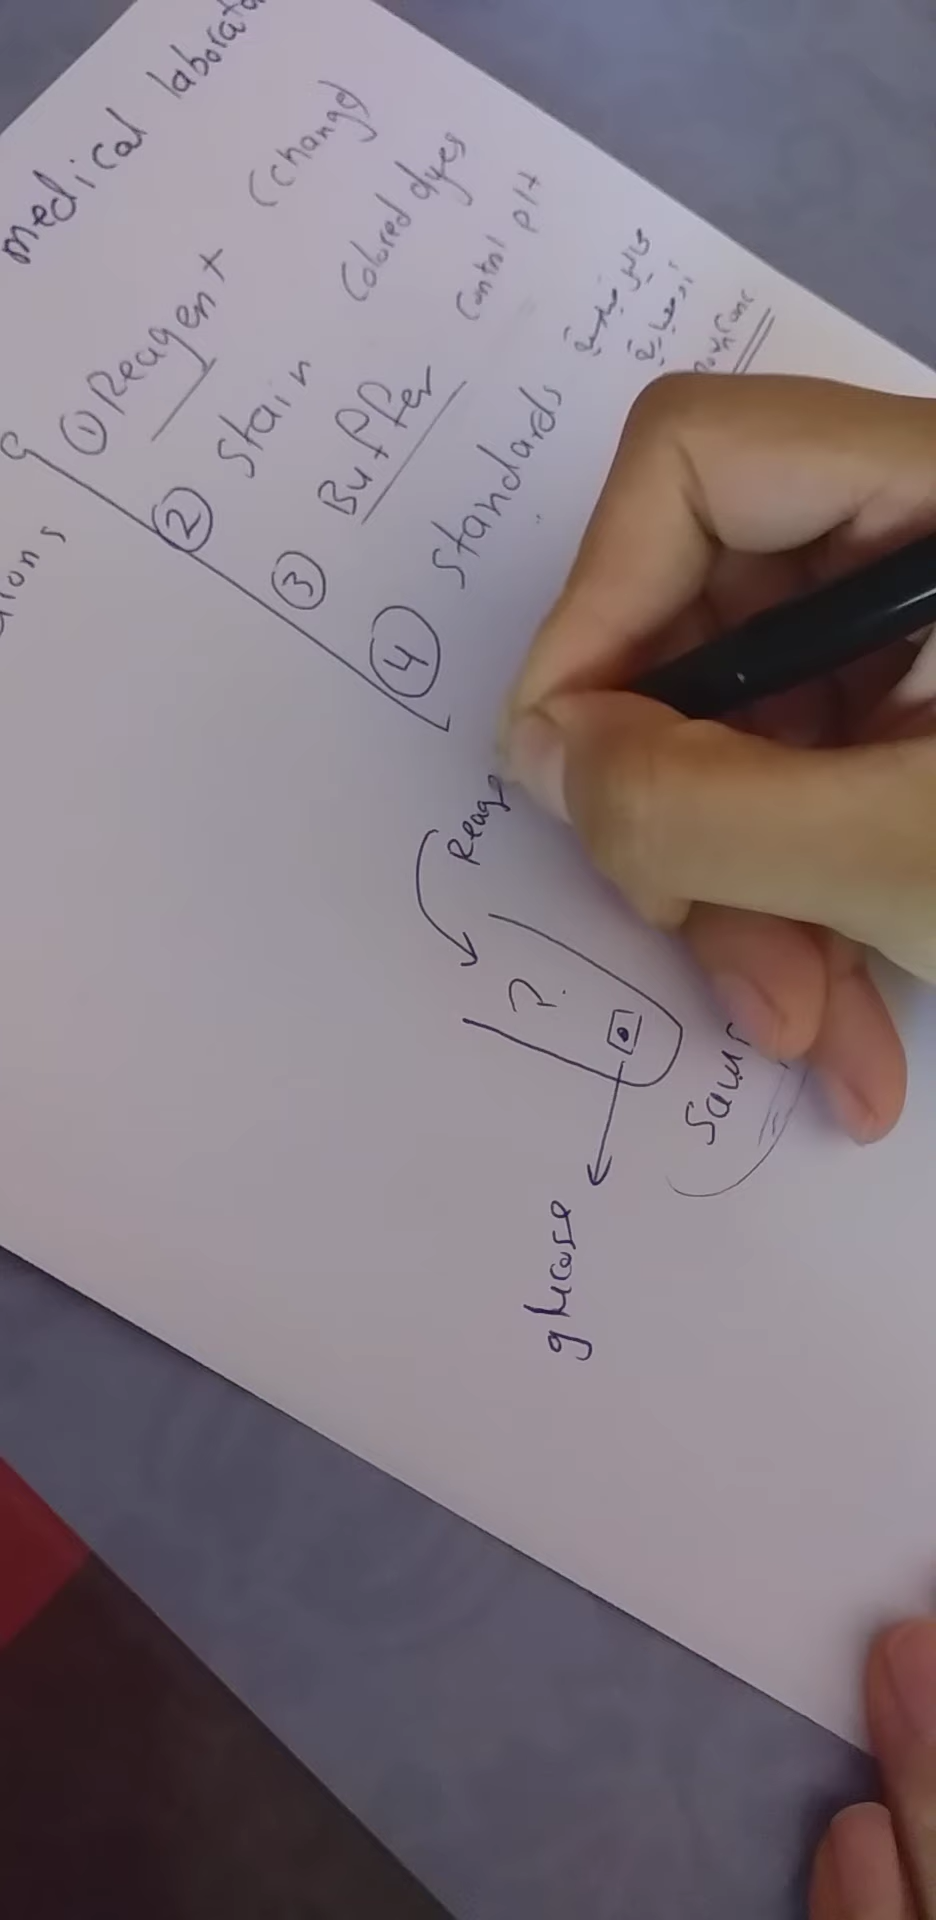 medical laborat
ions
① Reagent (change)
② Stain Colored dyes
③ Buffer Control pH
④ Standards
Reag
?
Sam
glucose